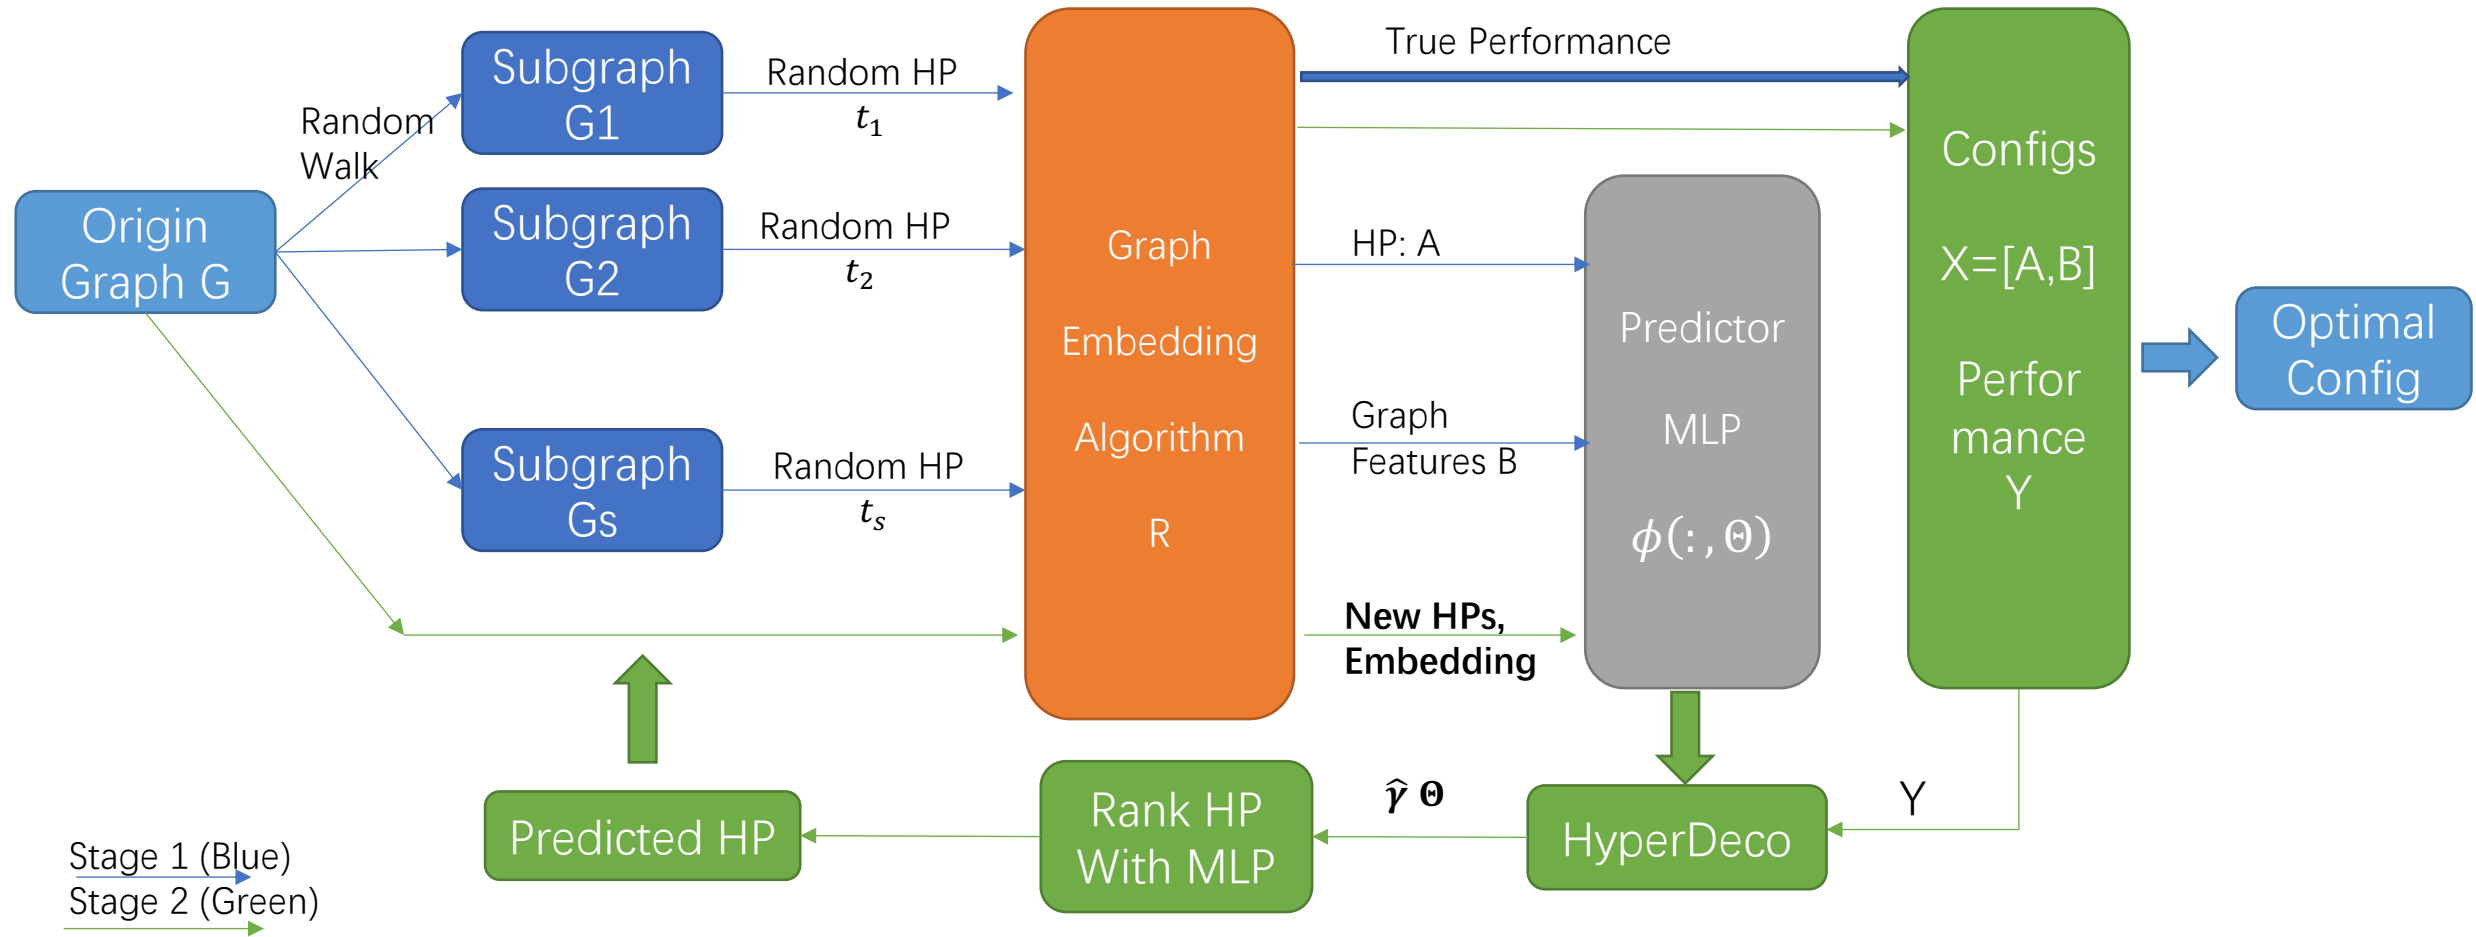 Origin
Graph G
Random
Walk
Subgraph
G1
Subgraph
G2
Subgraph
Gs
Random HP
t₁
Random HP
t₂
Random HP
tₛ
Graph
Embedding
Algorithm
R
True Performance
HP: A
Graph
Features B
New HPs,
Embedding
Predictor
MLP
ϕ(:,Θ)
Configs
X=[A,B]
Perfor
mance
Y
Optimal
Config
Y
HyperDeco
γ̂ Θ
Rank HP
With MLP
Predicted HP
Stage 1 (Blue)
Stage 2 (Green)